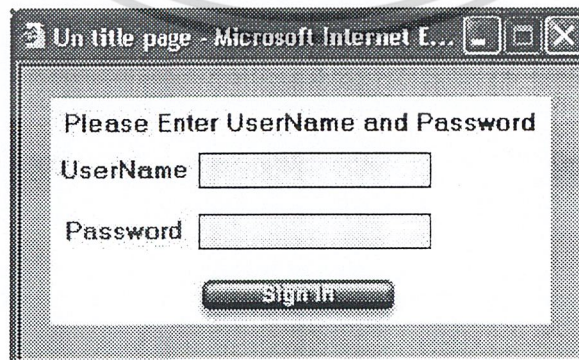 Un title page - Microsoft Internet E...
Please Enter UserName and Password
UserName
Password
Sign In